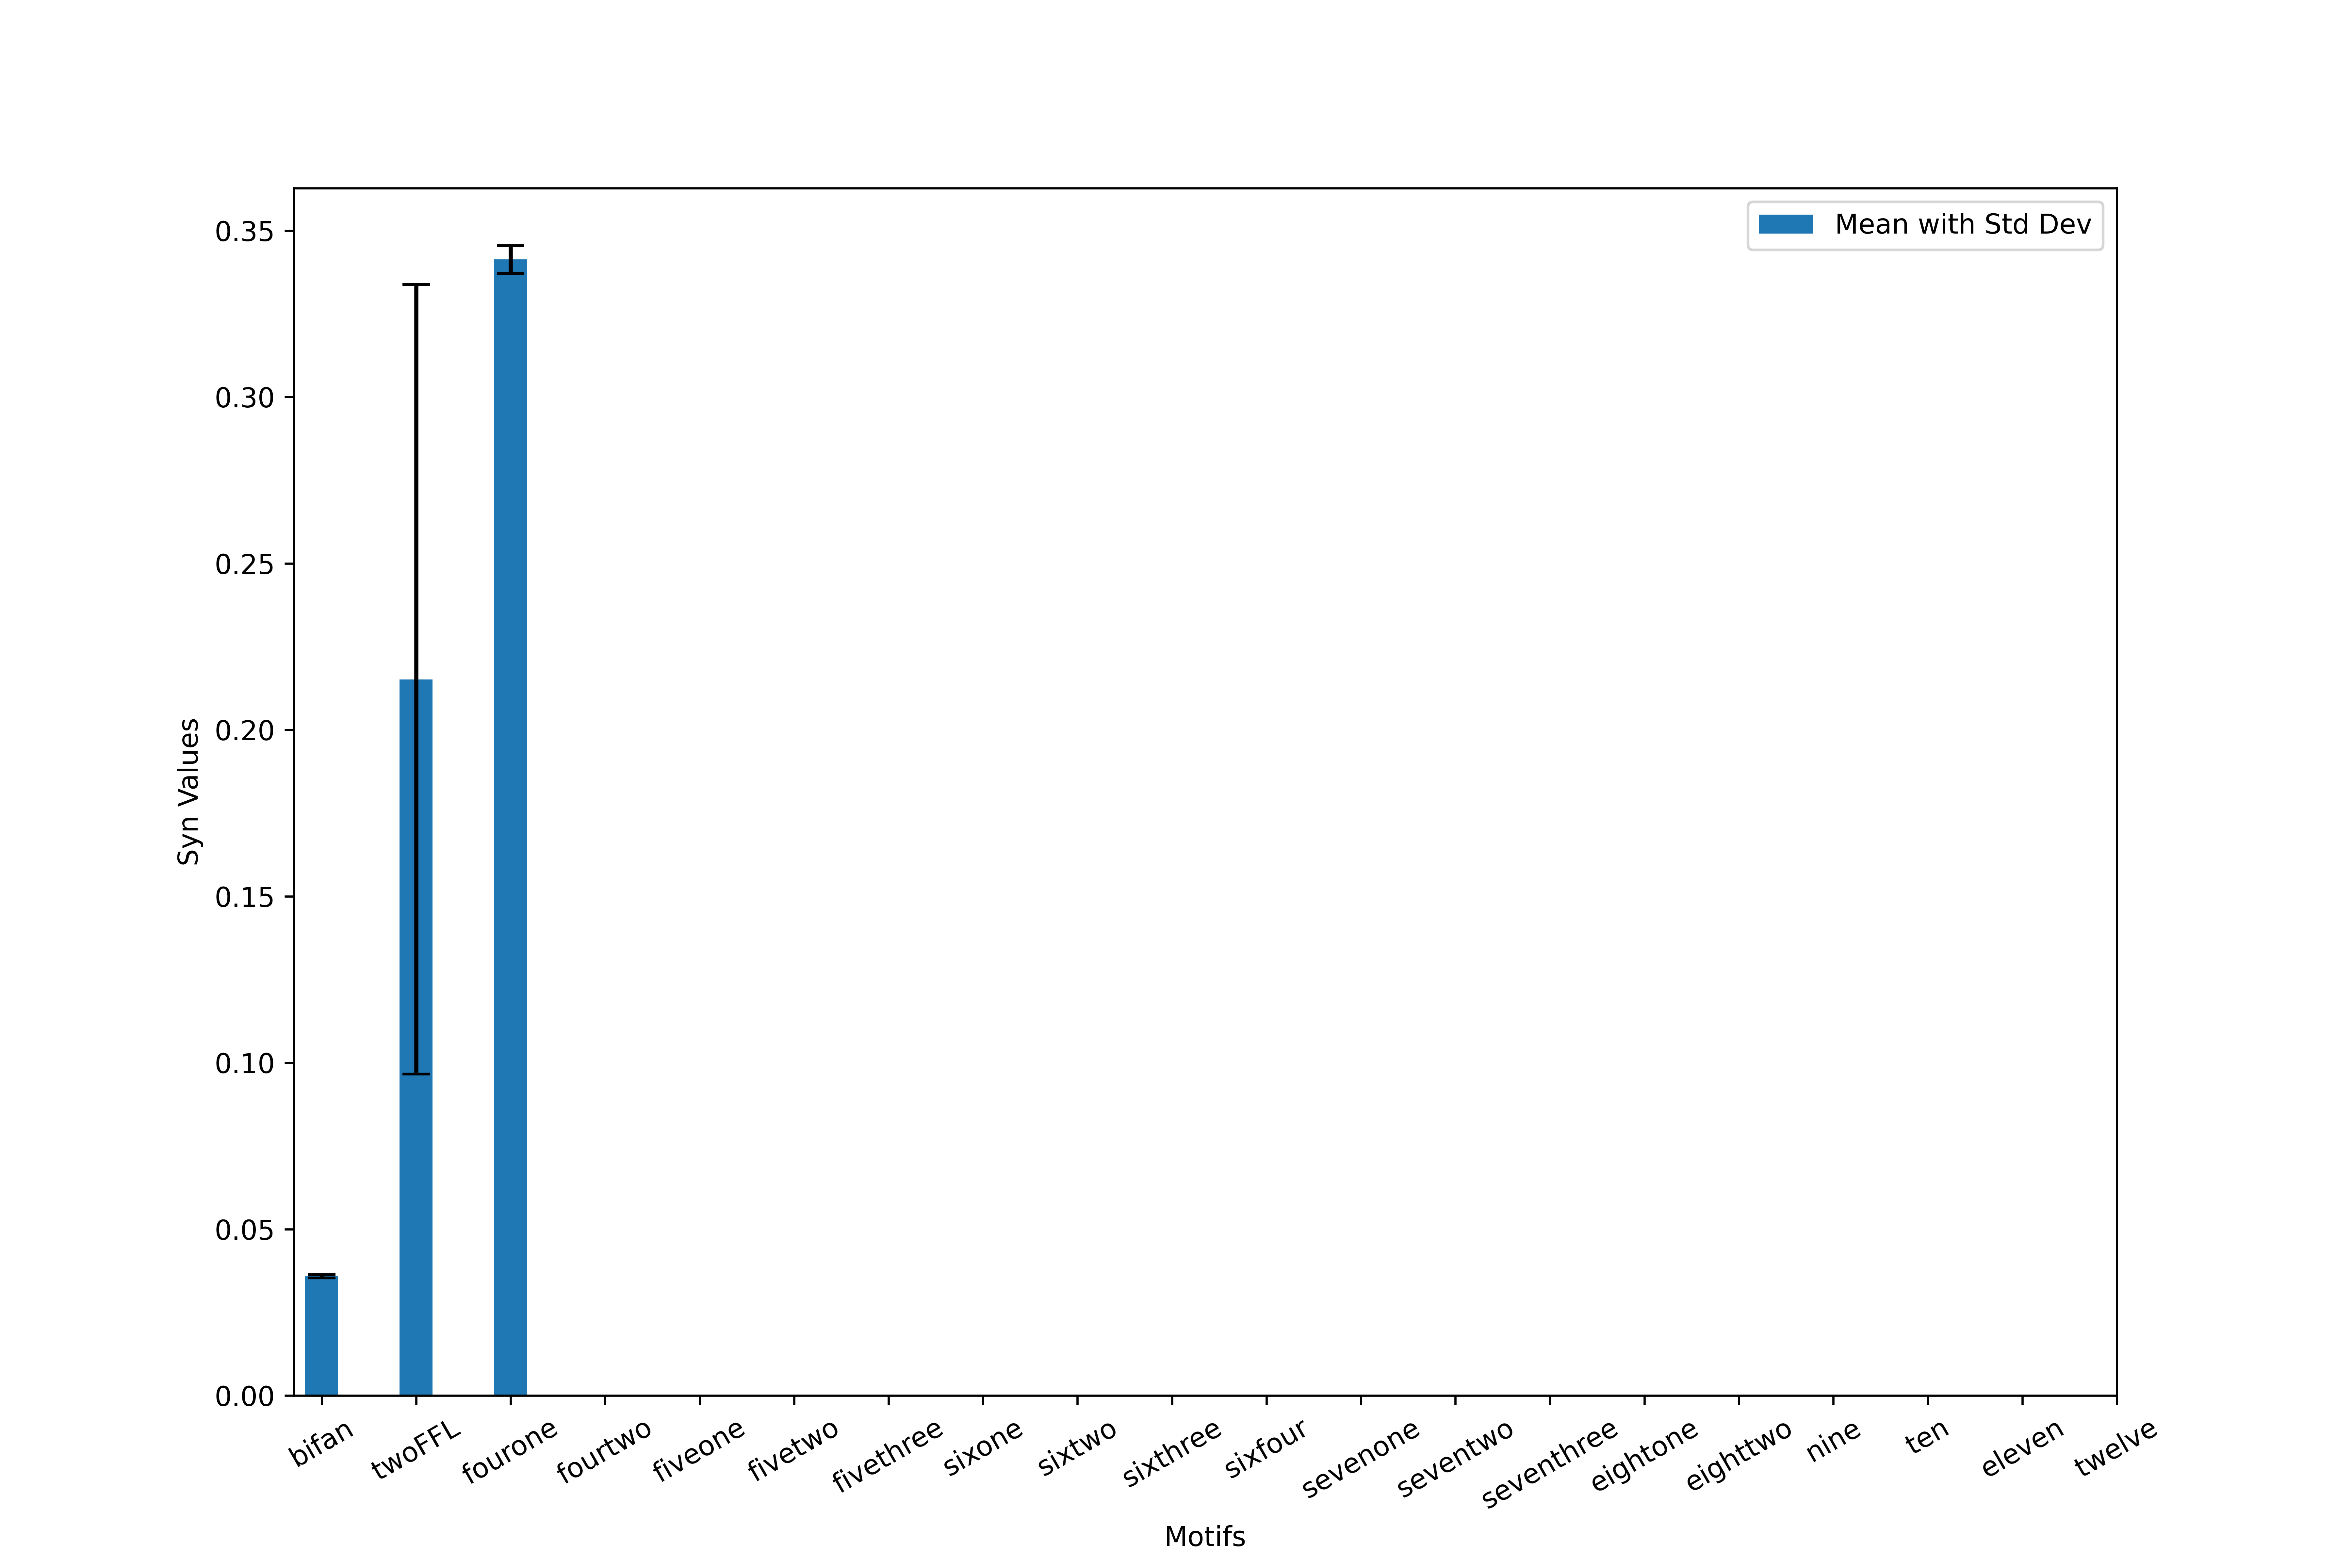 Mean with Std Dev
Syn Values
0.35
0.30
0.25
0.20
0.15
0.10
0.05
0.00
bifan
twoFFL
fourone
fourtwo
fiveone
fivetwo
fivethree
sixone
sixtwo
sixthree
sixfour
sevenone
seventwo
seventhree
eightone
eighttwo
nine
ten
eleven
twelve
Motifs